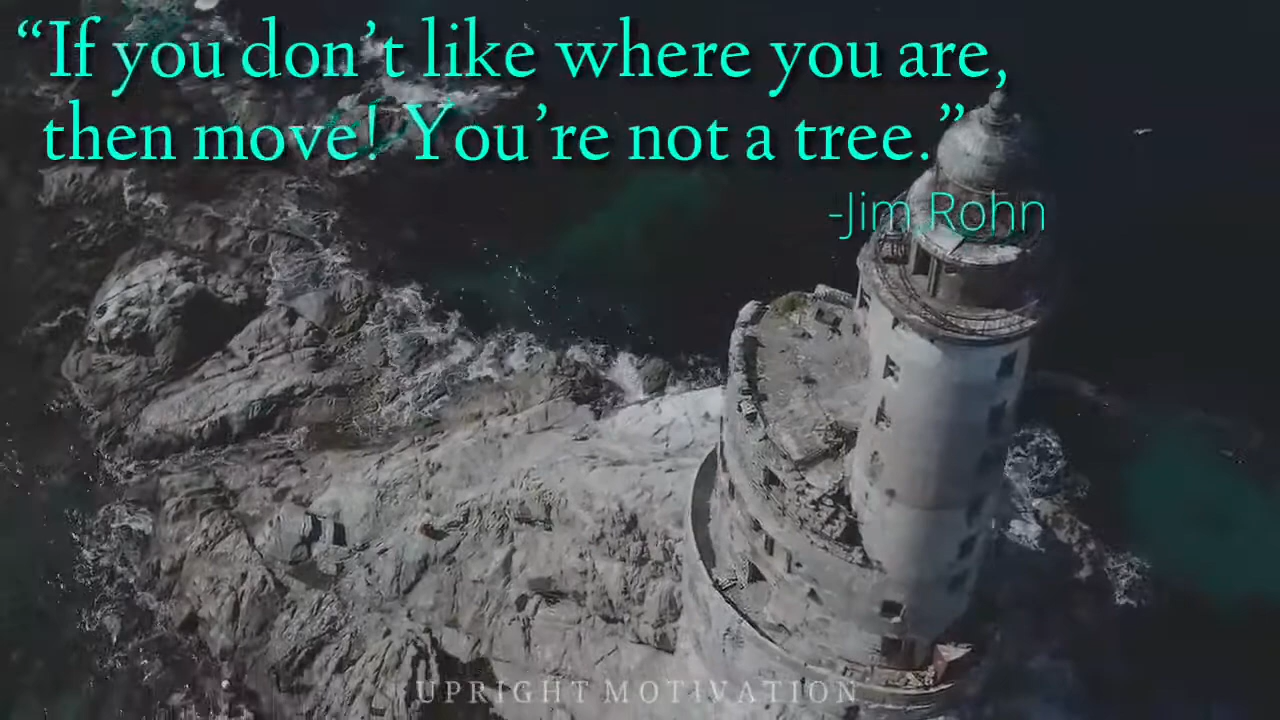 “If you don’t like where you are,
then move! You’re not a tree.”
-Jim Rohn
UPRIGHT MOTIVATION